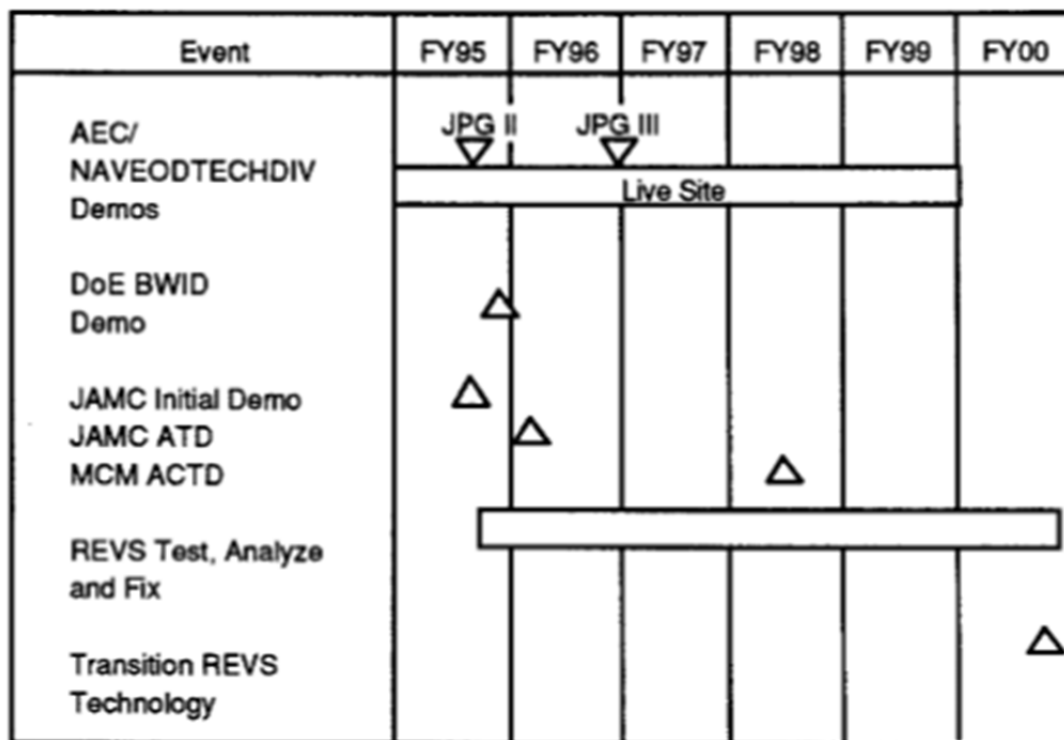 Event FY95 FY96 FY97 FY98 FY99 FY00
JPG II JPG III
AEC/
NAVEODTECHDIV
Live Site
Demos
DoE BWID
Demo
JAMC Initial Demo
JAMC ATD
MCM ACTD
REVS Test, Analyze
and Fix
Transition REVS
Technology